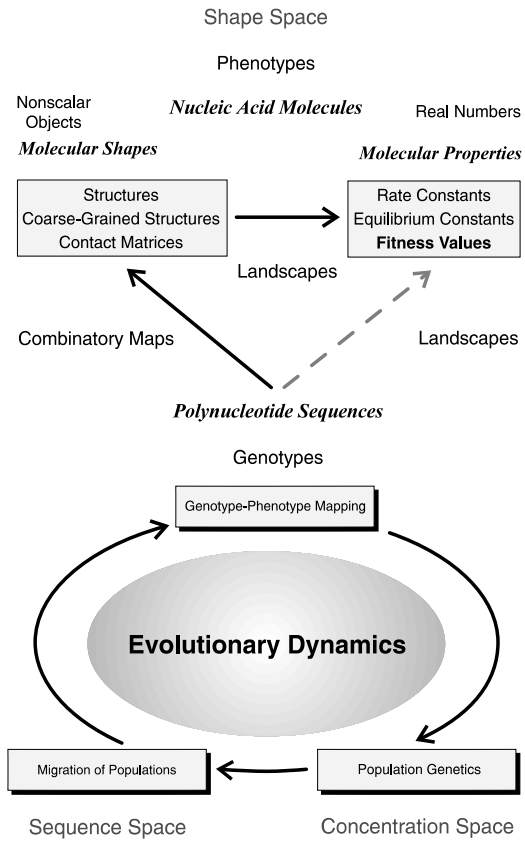 Shape Space
Phenotypes
Nonscalar
Objects
Nucleic Acid Molecules
Real Numbers
Molecular Shapes
Molecular Properties
Structures
Coarse-Grained Structures
Contact Matrices
Rate Constants
Equilibrium Constants
Fitness Values
Landscapes
Combinatory Maps
Landscapes
Polynucleotide Sequences
Genotypes
Genotype-Phenotype Mapping
Evolutionary Dynamics
Migration of Populations
Population Genetics
Sequence Space
Concentration Space